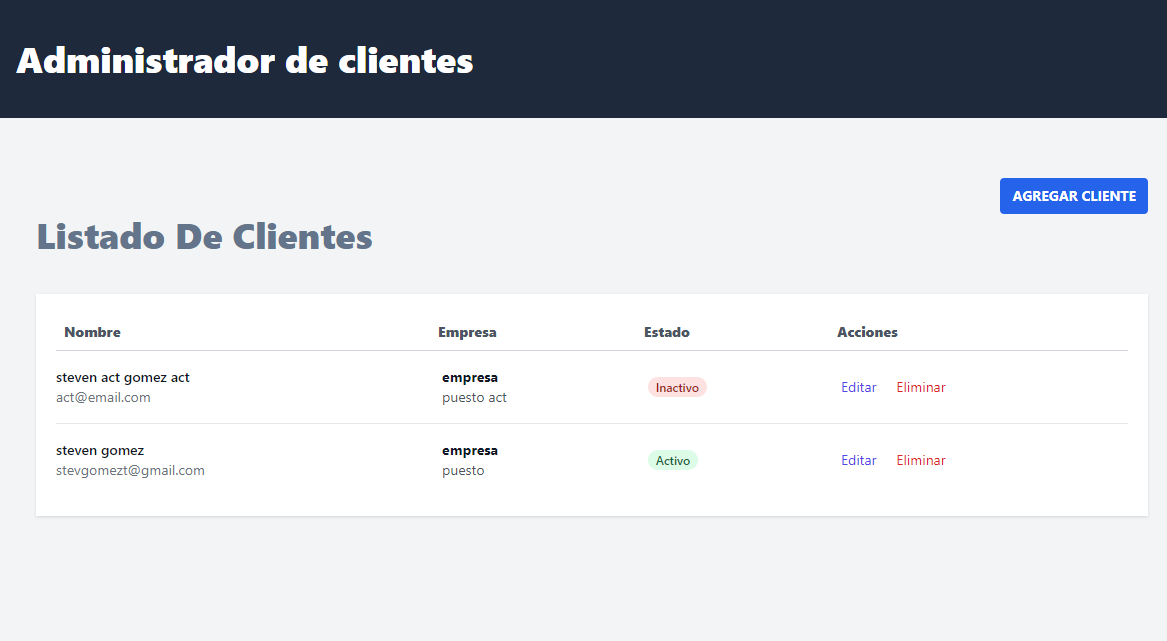 Administrador de clientes
AGREGAR CLIENTE
Listado De Clientes
Nombre Empresa Estado Acciones
steven act gomez act empresa
act@email.com puesto act Inactivo Editar Eliminar
steven gomez empresa
stevgomezt@gmail.com puesto Activo Editar Eliminar